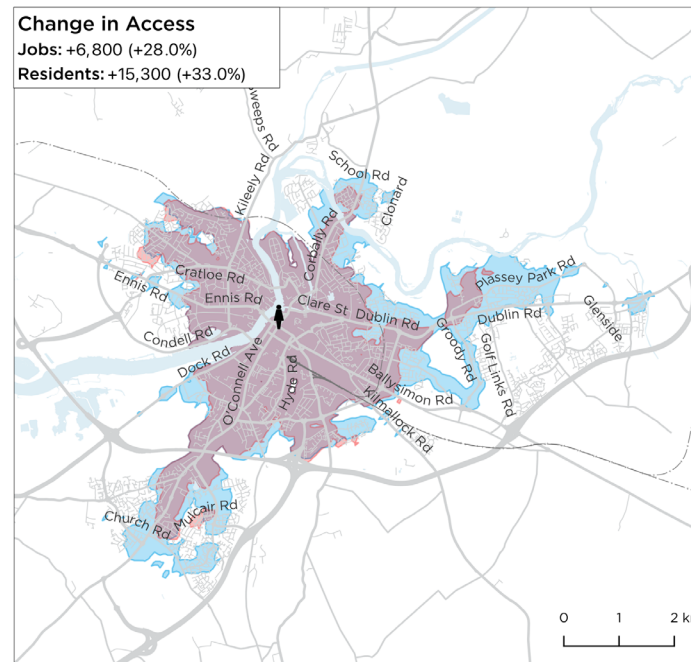 Change in Access
Jobs: +6,800 (+28.0%)
Residents: +15,300 (+33.0%)
Kileely Rd
School Rd
Clonard
Corbally Rd
Cratloe Rd
Ennis Rd
Ennis Rd
Clare St
Dublin Rd
Plassey Park Rd
Dublin Rd
Glenside
Condell Rd
Dock Rd
O'Connell Ave
Hyde Rd
Groody Rd
Golf Links Rd
Ballysimon Rd
Kilmallock Rd
Church Rd
Mulcair Rd
0 1 2